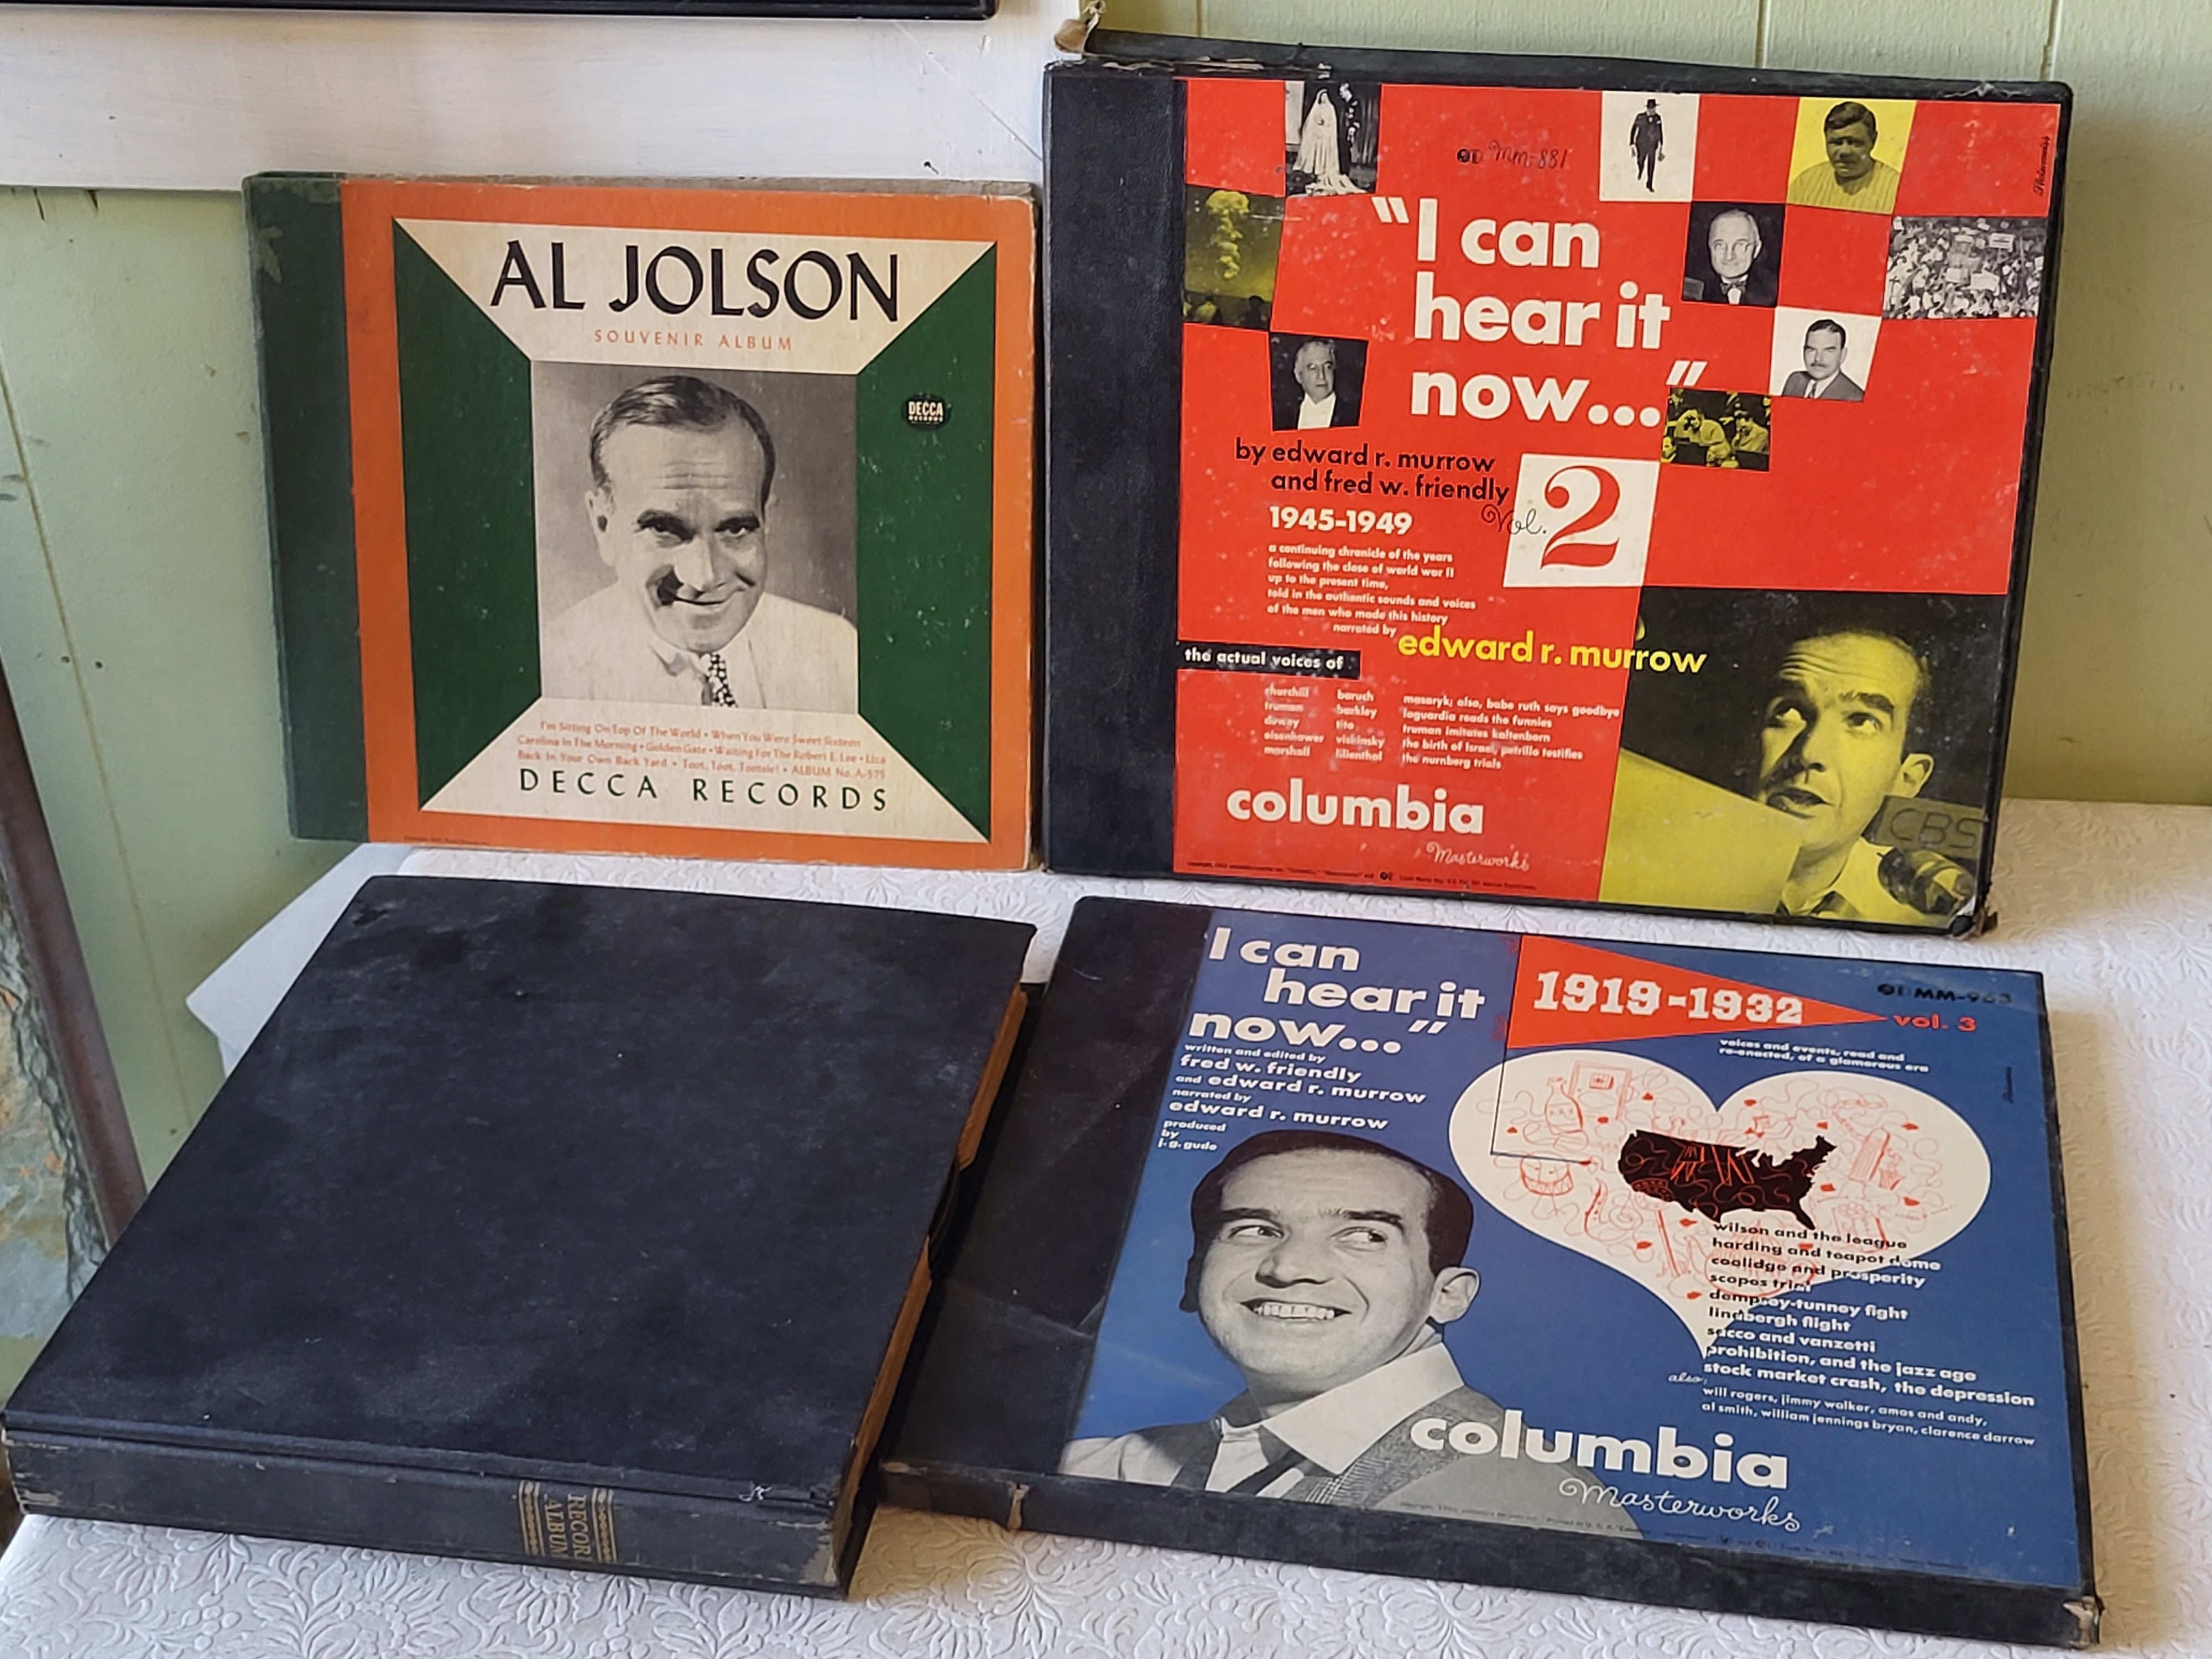 AL JOLSON
SOUVENIR ALBUM
DECCA
RECORDS
I'm Sitting On Top Of The World • When You Were Sweet Sixteen
Carolina In The Morning • Golden Gate • Waiting For The Robert E. Lee • Liza
Back In Your Own Back Yard • Toot, Toot, Tootsie! • ALBUM No. A-575
DECCA RECORDS
MM-881
"I can
hear it
now..."
by edward r. murrow
and fred w. friendly
1945-1949
Vol. 2
a continuing chronicle of the years
following the close of world war II
up to the present time,
told in the authentic sounds and voices
of the men who made this history
narrated by edward r. murrow
the actual voices of
churchill baruch masaryk; also, babe ruth says goodbye
truman barkley laguardia reads the funnies
dewey tito truman imitates kaltenborn
eisenhower vishinsky the birth of israel, petrillo testifies
marshall lilienthal the nurnberg trials
CBS
columbia
Masterworks
RECORD
ALBUM
I can
hear it
now..."
written and edited by
fred w. friendly
and edward r. murrow
narrated by
edward r. murrow
produced
by
j. g. gude
1919-1932
MM-963
vol. 3
voices and events, read and
re-enacted, of a glamorous era
wilson and the league
harding and teapot dome
coolidge and prosperity
scopes trial
dempsey-tunney fight
lindbergh flight
sacco and vanzetti
prohibition, and the jazz age
stock market crash, the depression
also:
will rogers, jimmy walker, amos and andy,
al smith, william jennings bryan, clarence darrow
columbia
Masterworks